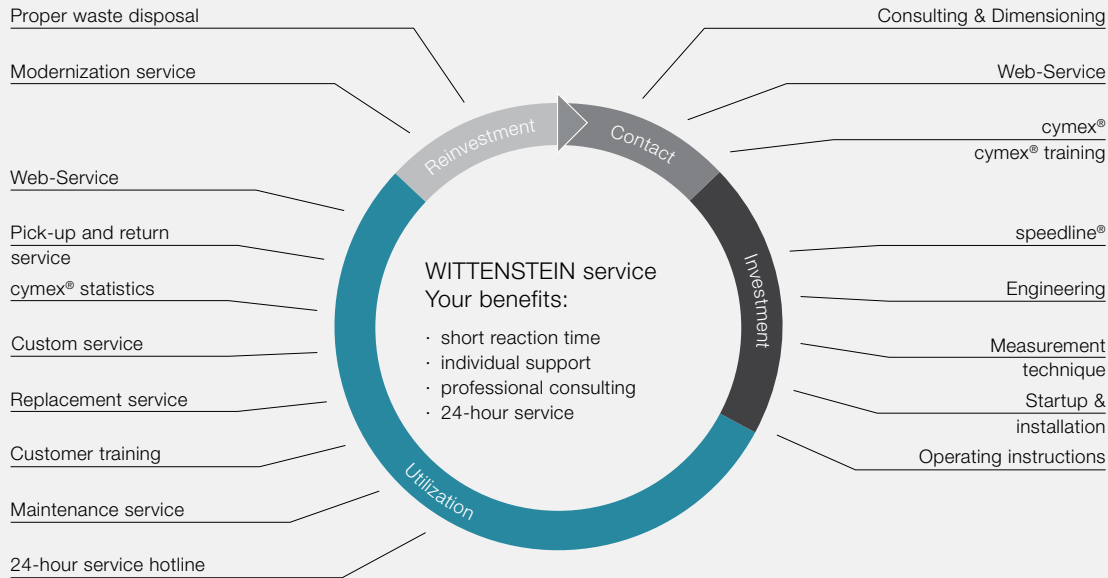 Proper waste disposal
Modernization service
Web-Service
Pick-up and return
service
cymex® statistics
Custom service
Replacement service
Customer training
Maintenance service
24-hour service hotline
Reinvestment
Contact
Investment
Utilization
WITTENSTEIN service
Your benefits:
· short reaction time
· individual support
· professional consulting
· 24-hour service
Consulting & Dimensioning
Web-Service
cymex®
cymex® training
speedline®
Engineering
Measurement
technique
Startup &
installation
Operating instructions